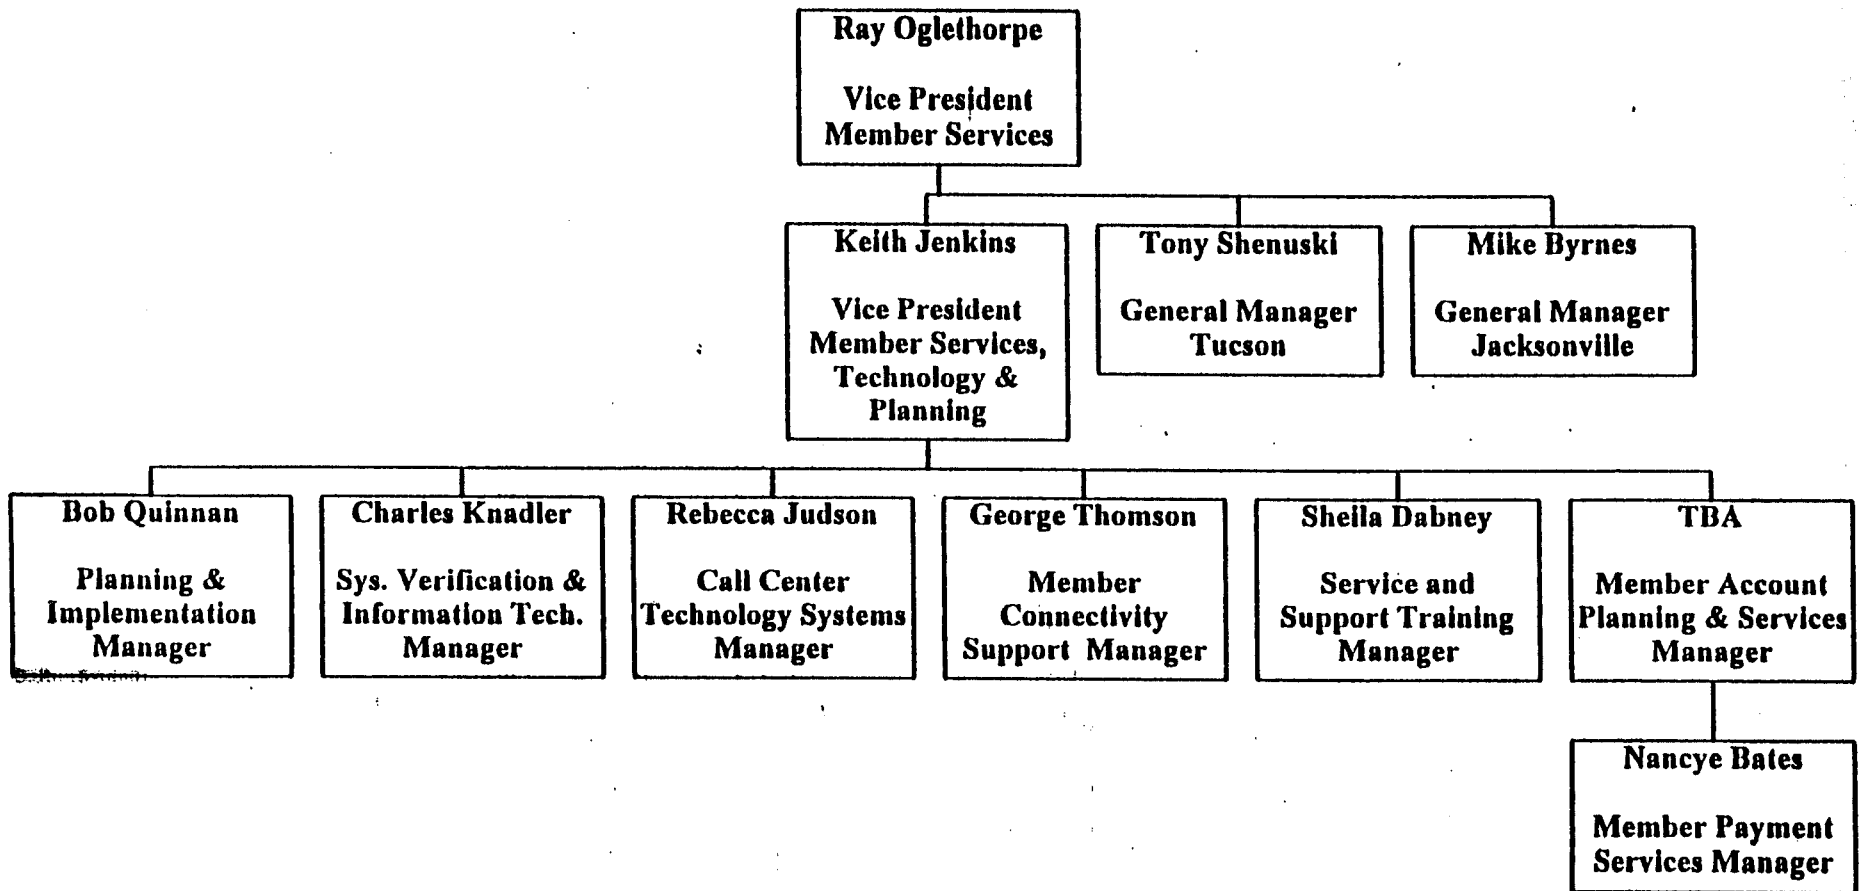 Ray Oglethorpe
Vice President
Member Services
Keith Jenkins
Vice President
Member Services,
Technology &
Planning
Tony Shenuski
General Manager
Tucson
Mike Byrnes
General Manager
Jacksonville
Bob Quinnan
Planning &
Implementation
Manager
Charles Knadler
Sys. Verification &
Information Tech.
Manager
Rebecca Judson
Call Center
Technology Systems
Manager
George Thomson
Member
Connectivity
Support Manager
Sheila Dabney
Service and
Support Training
Manager
TBA
Member Account
Planning & Services
Manager
Nancye Bates
Member Payment
Services Manager